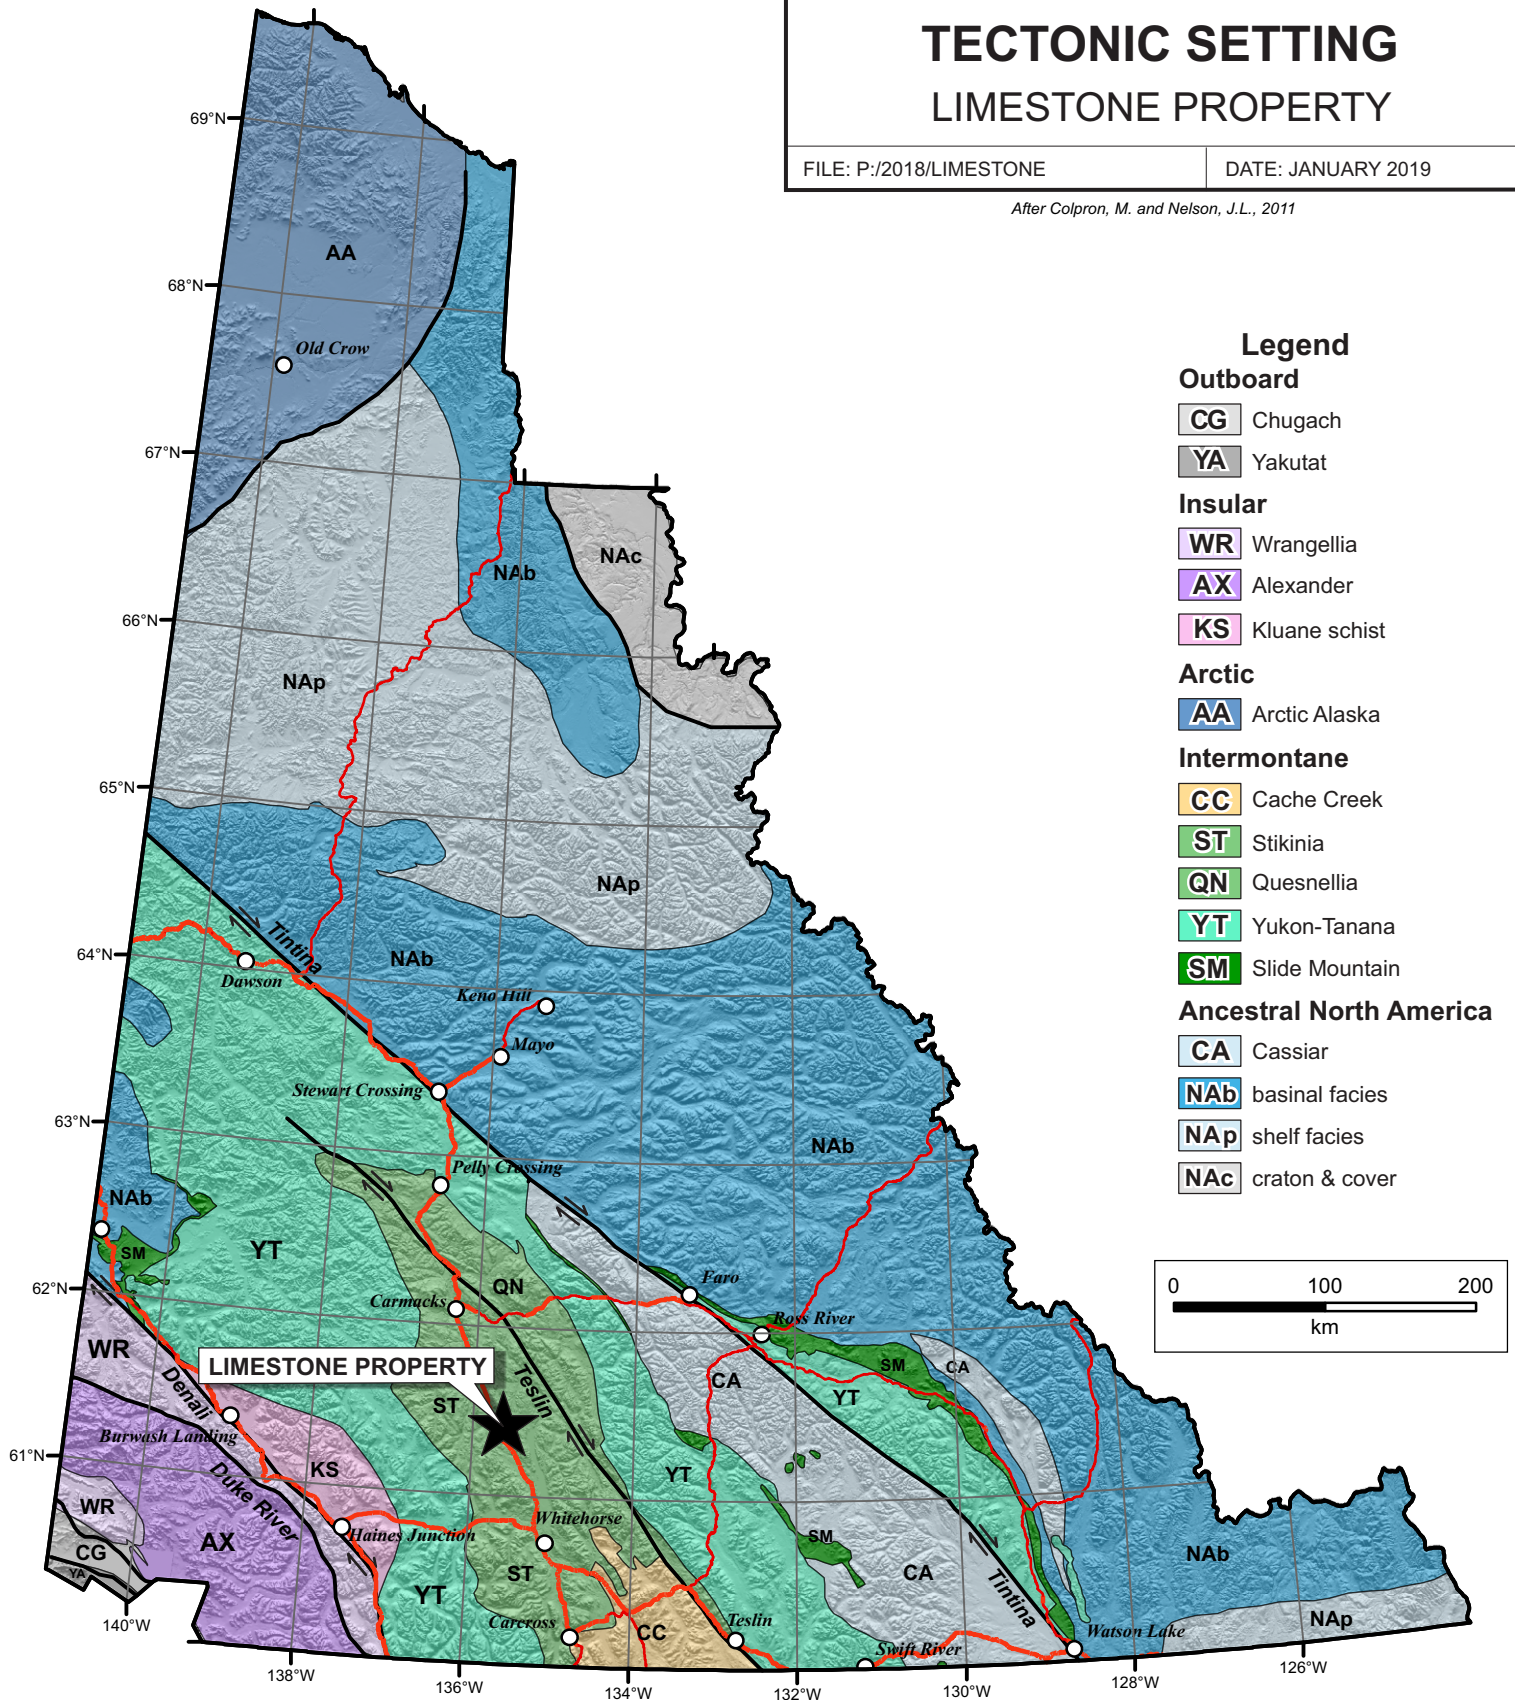 TECTONIC SETTING
LIMESTONE PROPERTY
FILE: P:/2018/LIMESTONE
DATE: JANUARY 2019
After Colpron, M. and Nelson, J.L., 2011
69°N
AA
68°N
Old Crow
67°N
NAc
NAb
66°N
NAp
65°N
NAp
64°N
Tintina
NAb
Dawson
Keno Hill
Mayo
Stewart Crossing
63°N
NAb
Pelly Crossing
NAb
YT
SM
62°N
QN
Faro
Carmacks
Ross River
WR
LIMESTONE PROPERTY
SM
CA
Denali
Teslin
CA
YT
ST
Burwash Landing
61°N
KS
YT
Duke River
WR
Whitehorse
Haines Junction
SM
AX
CG
NAb
YA
ST
CA
YT
Tintina
140°W
Carcross
CC
Teslin
NAp
Swift River
Watson Lake
138°W
136°W
134°W
132°W
130°W
128°W
126°W
Legend
Outboard
CG Chugach
YA Yakutat
Insular
WR Wrangellia
AX Alexander
KS Kluane schist
Arctic
AA Arctic Alaska
Intermontane
CC Cache Creek
ST Stikinia
QN Quesnellia
YT Yukon-Tanana
SM Slide Mountain
Ancestral North America
CA Cassiar
NAb basinal facies
NAp shelf facies
NAc craton & cover
0 100 200
km